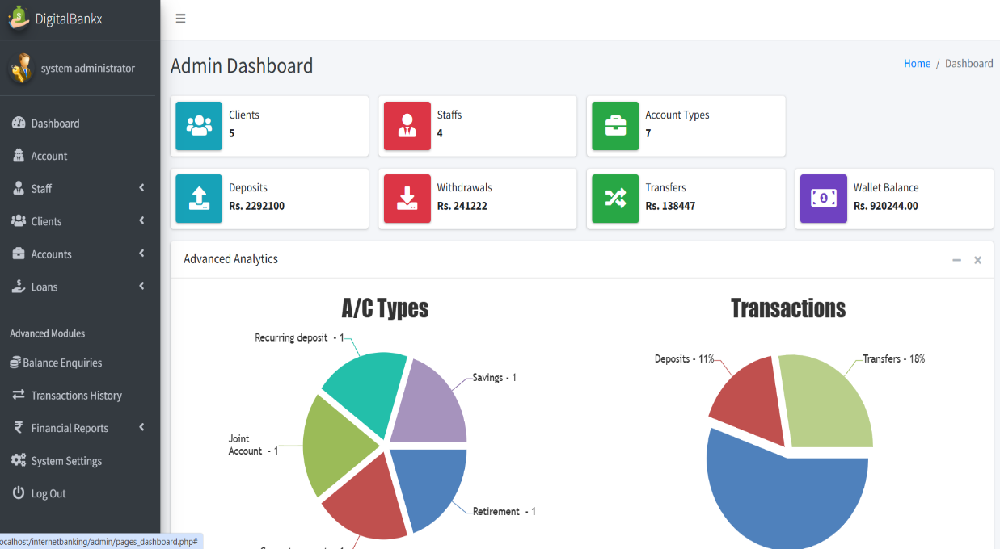 DigitalBankx
system administrator
Dashboard
Account
Staff
Clients
Accounts
Loans
Advanced Modules
Balance Enquiries
Transactions History
Financial Reports
System Settings
Log Out
Admin Dashboard
Home / Dashboard
Clients
5
Staffs
4
Account Types
7
Deposits
Rs. 2292100
Withdrawals
Rs. 241222
Transfers
Rs. 138447
Wallet Balance
Rs. 920244.00
Advanced Analytics
A/C Types
Recurring deposit - 1
Savings - 1
Joint
Account - 1
Retirement - 1
Transactions
Deposits - 11%
Transfers - 18%
ocalhost/internetbanking/admin/pages_dashboard.php#